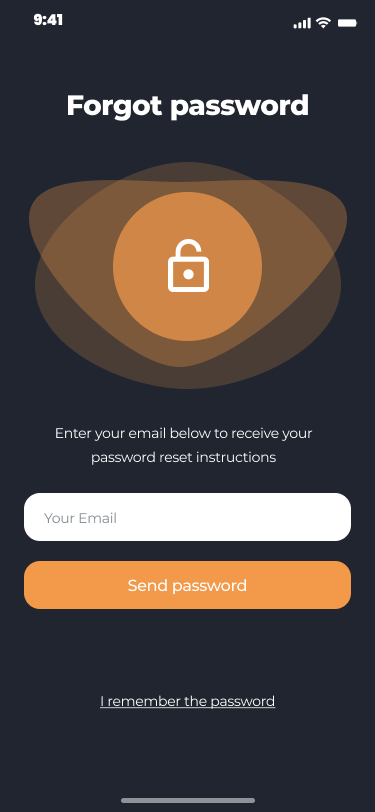 9:41
Forgot password
Enter your email below to receive your
password reset instructions
Your Email
Send password
I remember the password